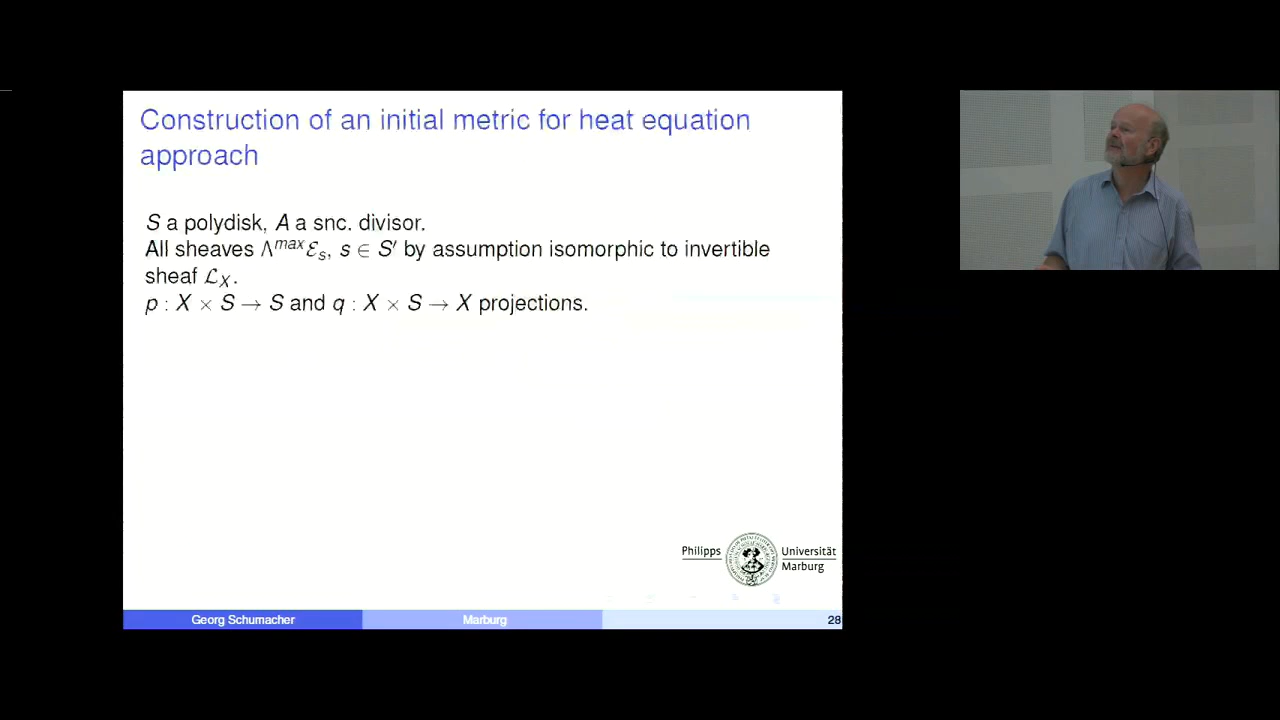 Construction of an initial metric for heat equation
approach
S a polydisk, A a snc. divisor.
All sheaves Λ^max ℰ_s, s ∈ S′ by assumption isomorphic to invertible
sheaf ℒ_X.
p : X × S → S and q : X × S → X projections.
Philipps Universität
Marburg
Georg Schumacher Marburg 28